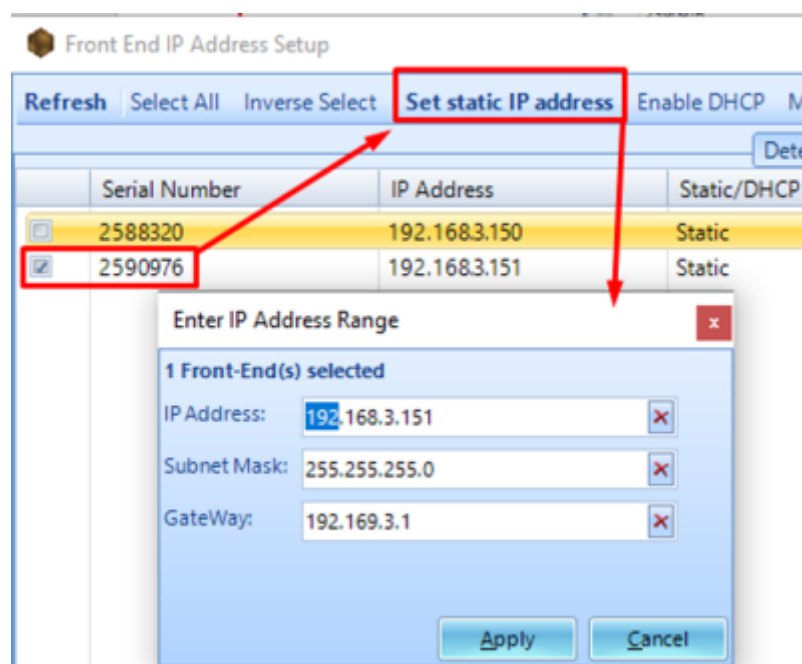 Front End IP Address Setup
Refresh Select All Inverse Select Set static IP address Enable DHCP M
Dete
Serial Number IP Address Static/DHCP
2588320 192.168.3.150 Static
2590976 192.168.3.151 Static
Enter IP Address Range
1 Front-End(s) selected
IP Address: 192.168.3.151
Subnet Mask: 255.255.255.0
GateWay: 192.169.3.1
Apply Cancel